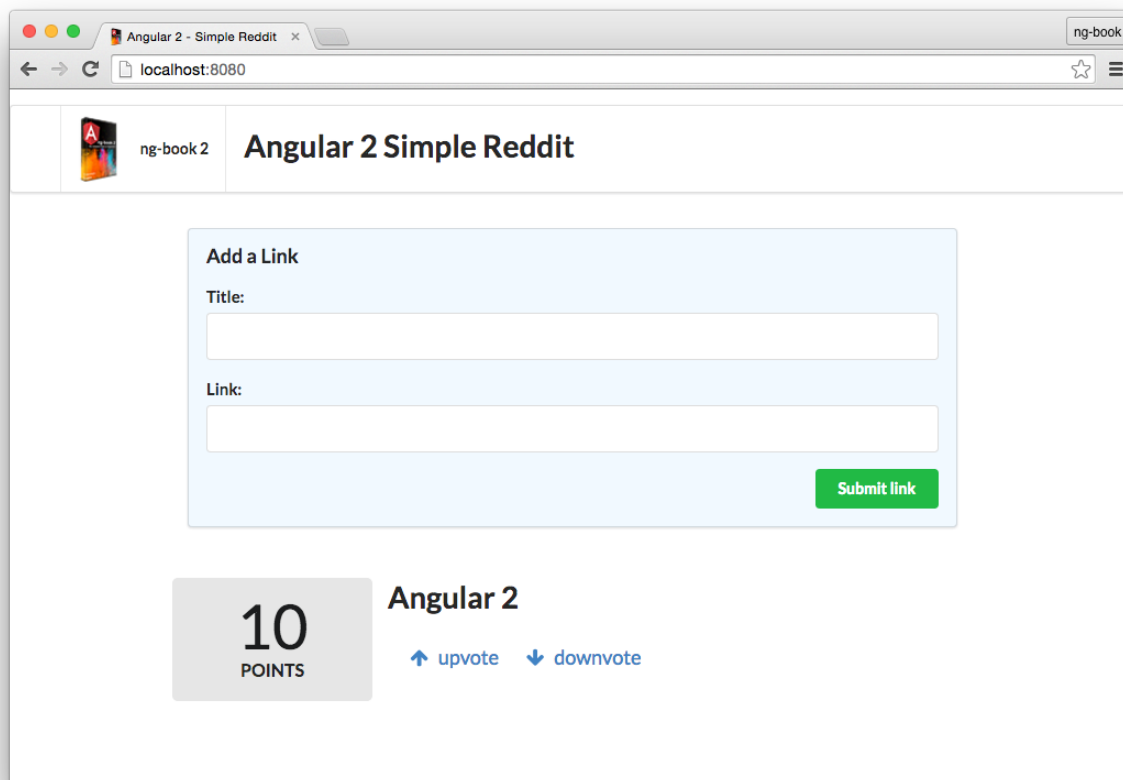 Angular 2 - Simple Reddit
ng-book
localhost:8080
ng-book 2
Angular 2 Simple Reddit
Add a Link
Title:
Link:
Submit link
10
POINTS
Angular 2
upvote downvote